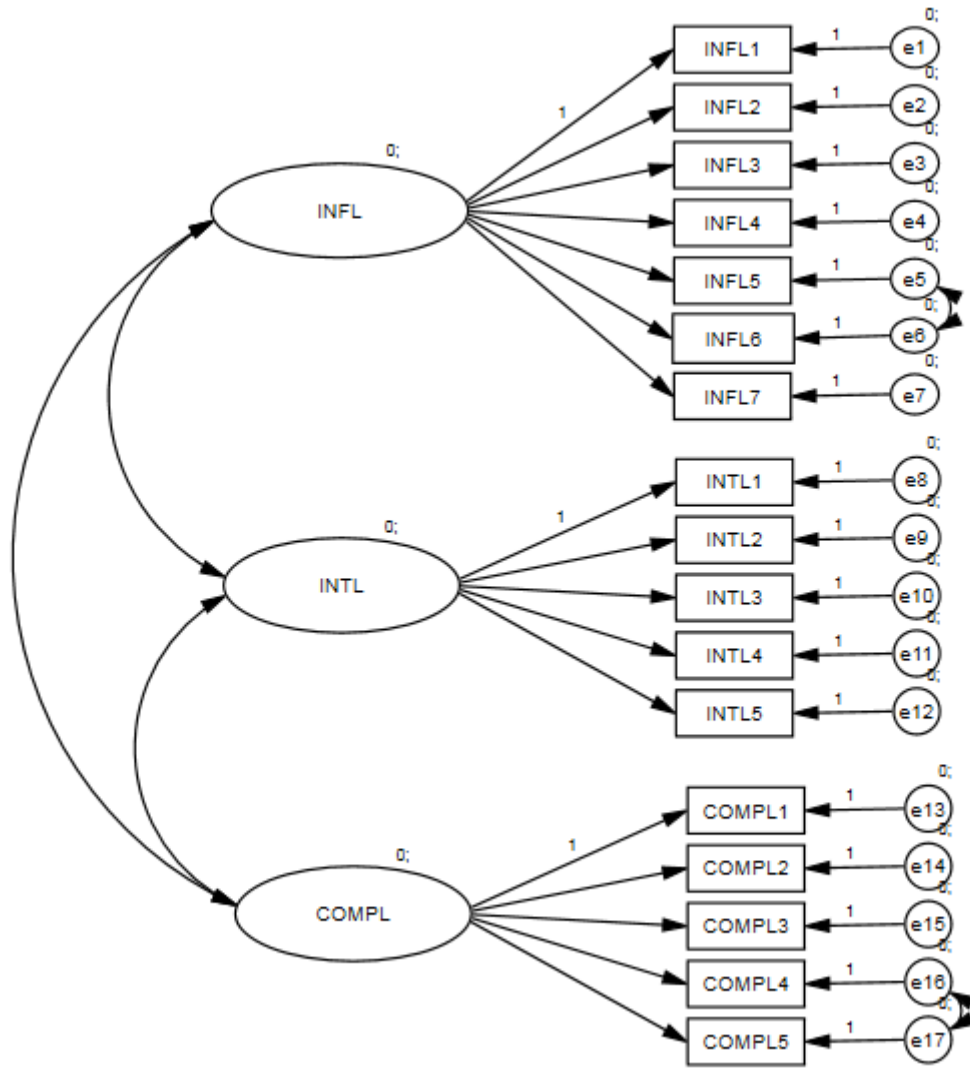 0;
INFL1 1 e1
0;
INFL2 1 e2
0;
1
INFL3 1 e3
0;
0;
INFL
INFL4 1 e4
0;
INFL5 1 e5
0;
INFL6 1 e6
0;
INFL7 1 e7
0;
INTL1 1 e8
0;
1
0;
INTL2 1 e9
0;
INTL
INTL3 1 e10
0;
INTL4 1 e11
0;
INTL5 1 e12
0;
COMPL1 1 e13
0;
1
0;
COMPL2 1 e14
0;
COMPL
COMPL3 1 e15
0;
COMPL4 1 e16
0;
COMPL5 1 e17